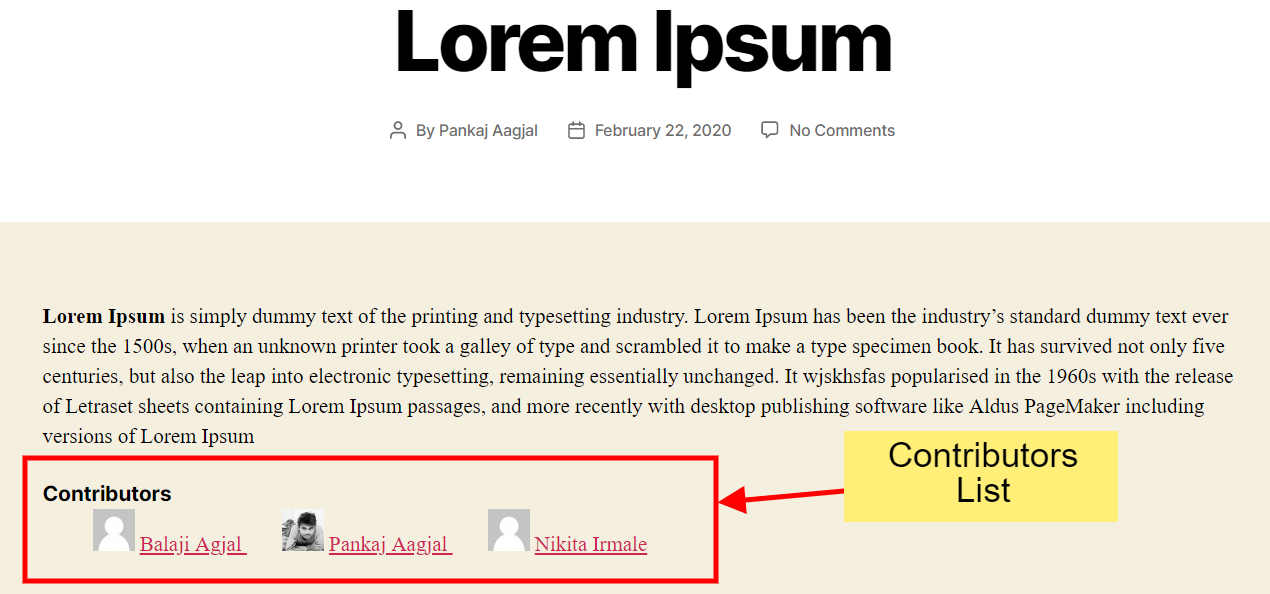 Lorem Ipsum
By Pankaj Aagjal February 22, 2020 No Comments
Lorem Ipsum is simply dummy text of the printing and typesetting industry. Lorem Ipsum has been the industry’s standard dummy text ever
since the 1500s, when an unknown printer took a galley of type and scrambled it to make a type specimen book. It has survived not only five
centuries, but also the leap into electronic typesetting, remaining essentially unchanged. It wjskhsfas popularised in the 1960s with the release
of Letraset sheets containing Lorem Ipsum passages, and more recently with desktop publishing software like Aldus PageMaker including
versions of Lorem Ipsum
Contributors
List
Contributors
Balaji Agjal Pankaj Aagjal Nikita Irmale